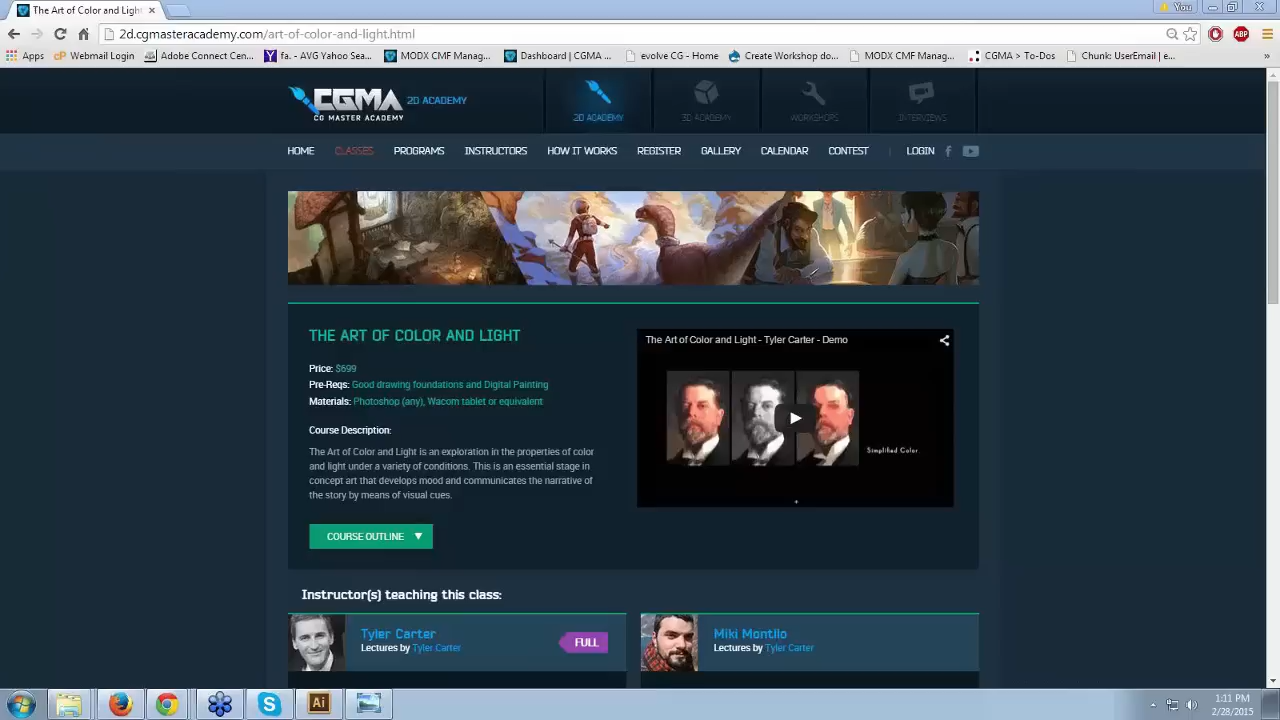 The Art of Color and Light
You
2d.cgmasteracademy.com/art-of-color-and-light.html
Apps
Webmail Login
Adobe Connect Cen...
fa. - AVG Yahoo Sear...
MODX CMF Manag...
Dashboard | CGMA ...
evolve CG - Home
Create Workshop do...
MODX CMF Manag...
CGMA > To-Dos
Chunk: UserEmail | e...
CGMA 2D ACADEMY
CG MASTER ACADEMY
2D ACADEMY
3D ACADEMY
WORKSHOPS
INTERVIEWS
HOME CLASSES PROGRAMS INSTRUCTORS HOW IT WORKS REGISTER GALLERY CALENDAR CONTEST | LOGIN
THE ART OF COLOR AND LIGHT
Price: $699
Pre-Reqs: Good drawing foundations and Digital Painting
Materials: Photoshop (any), Wacom tablet or equivalent
Course Description:
The Art of Color and Light is an exploration in the properties of color
and light under a variety of conditions. This is an essential stage in
concept art that develops mood and communicates the narrative of
the story by means of visual cues.
COURSE OUTLINE
The Art of Color and Light - Tyler Carter - Demo
Simplified Color
Instructor(s) teaching this class:
Tyler Carter
Lectures by Tyler Carter
FULL
Miki Montllo
Lectures by Tyler Carter
1:11 PM
2/28/2015